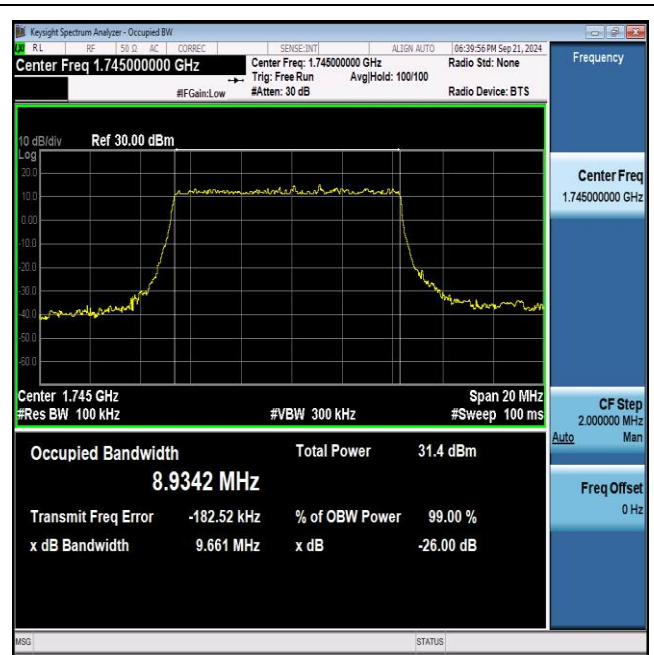 Keysight Spectrum Analyzer - Occupied BW
RL RF 50 Ω AC CORREC SENSE:INT ALIGN AUTO 06:39:56 PM Sep 21, 2024
Center Freq 1.745000000 GHz
Center Freq: 1.745000000 GHz
Radio Std: None
Trig: Free Run Avg|Hold: 100/100
#IFGain:Low #Atten: 30 dB Radio Device: BTS
10 dB/div Ref 30.00 dBm
Log
20.0
10.0
0.00
-10.0
-20.0
-30.0
-40.0
-50.0
-60.0
Center 1.745 GHz Span 20 MHz
#Res BW 100 kHz #VBW 300 kHz #Sweep 100 ms
Occupied Bandwidth Total Power 31.4 dBm
8.9342 MHz
Transmit Freq Error -182.52 kHz % of OBW Power 99.00 %
x dB Bandwidth 9.661 MHz x dB -26.00 dB
MSG STATUS
Frequency
Center Freq
1.745000000 GHz
CF Step
2.000000 MHz
Auto Man
Freq Offset
0 Hz